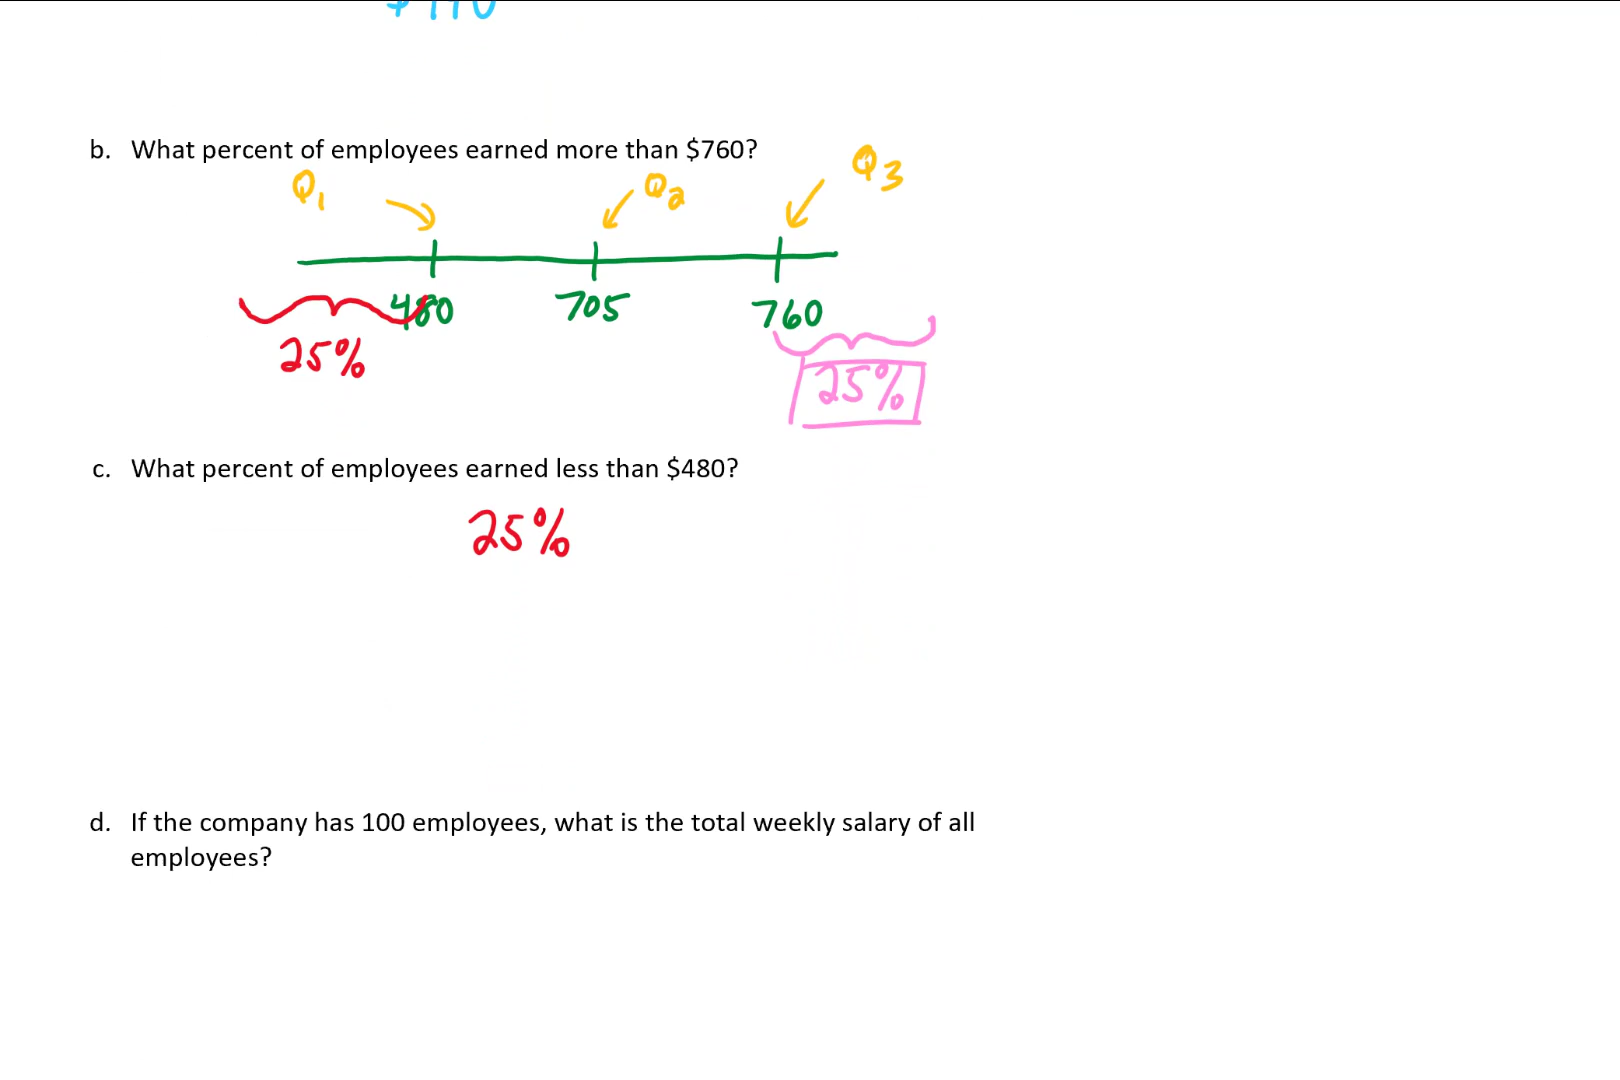 b. What percent of employees earned more than $760?
Q1 Q2 Q3
480 705 760
25% 25%
c. What percent of employees earned less than $480?
25%
d. If the company has 100 employees, what is the total weekly salary of all
employees?